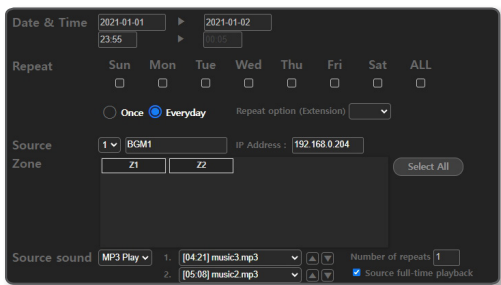 Date & Time 2021-01-01 2021-01-02
23:55 00:05
Repeat Sun Mon Tue Wed Thu Fri Sat ALL
Once Everyday Repeat option (Extension)
Source 1 BGM1 IP Address : 192.168.0.204
Zone Z1 Z2 Select All
Source sound MP3 Play 1. [04:21] music3.mp3 Number of repeats 1
2. [05:08] music2.mp3 Source full-time playback